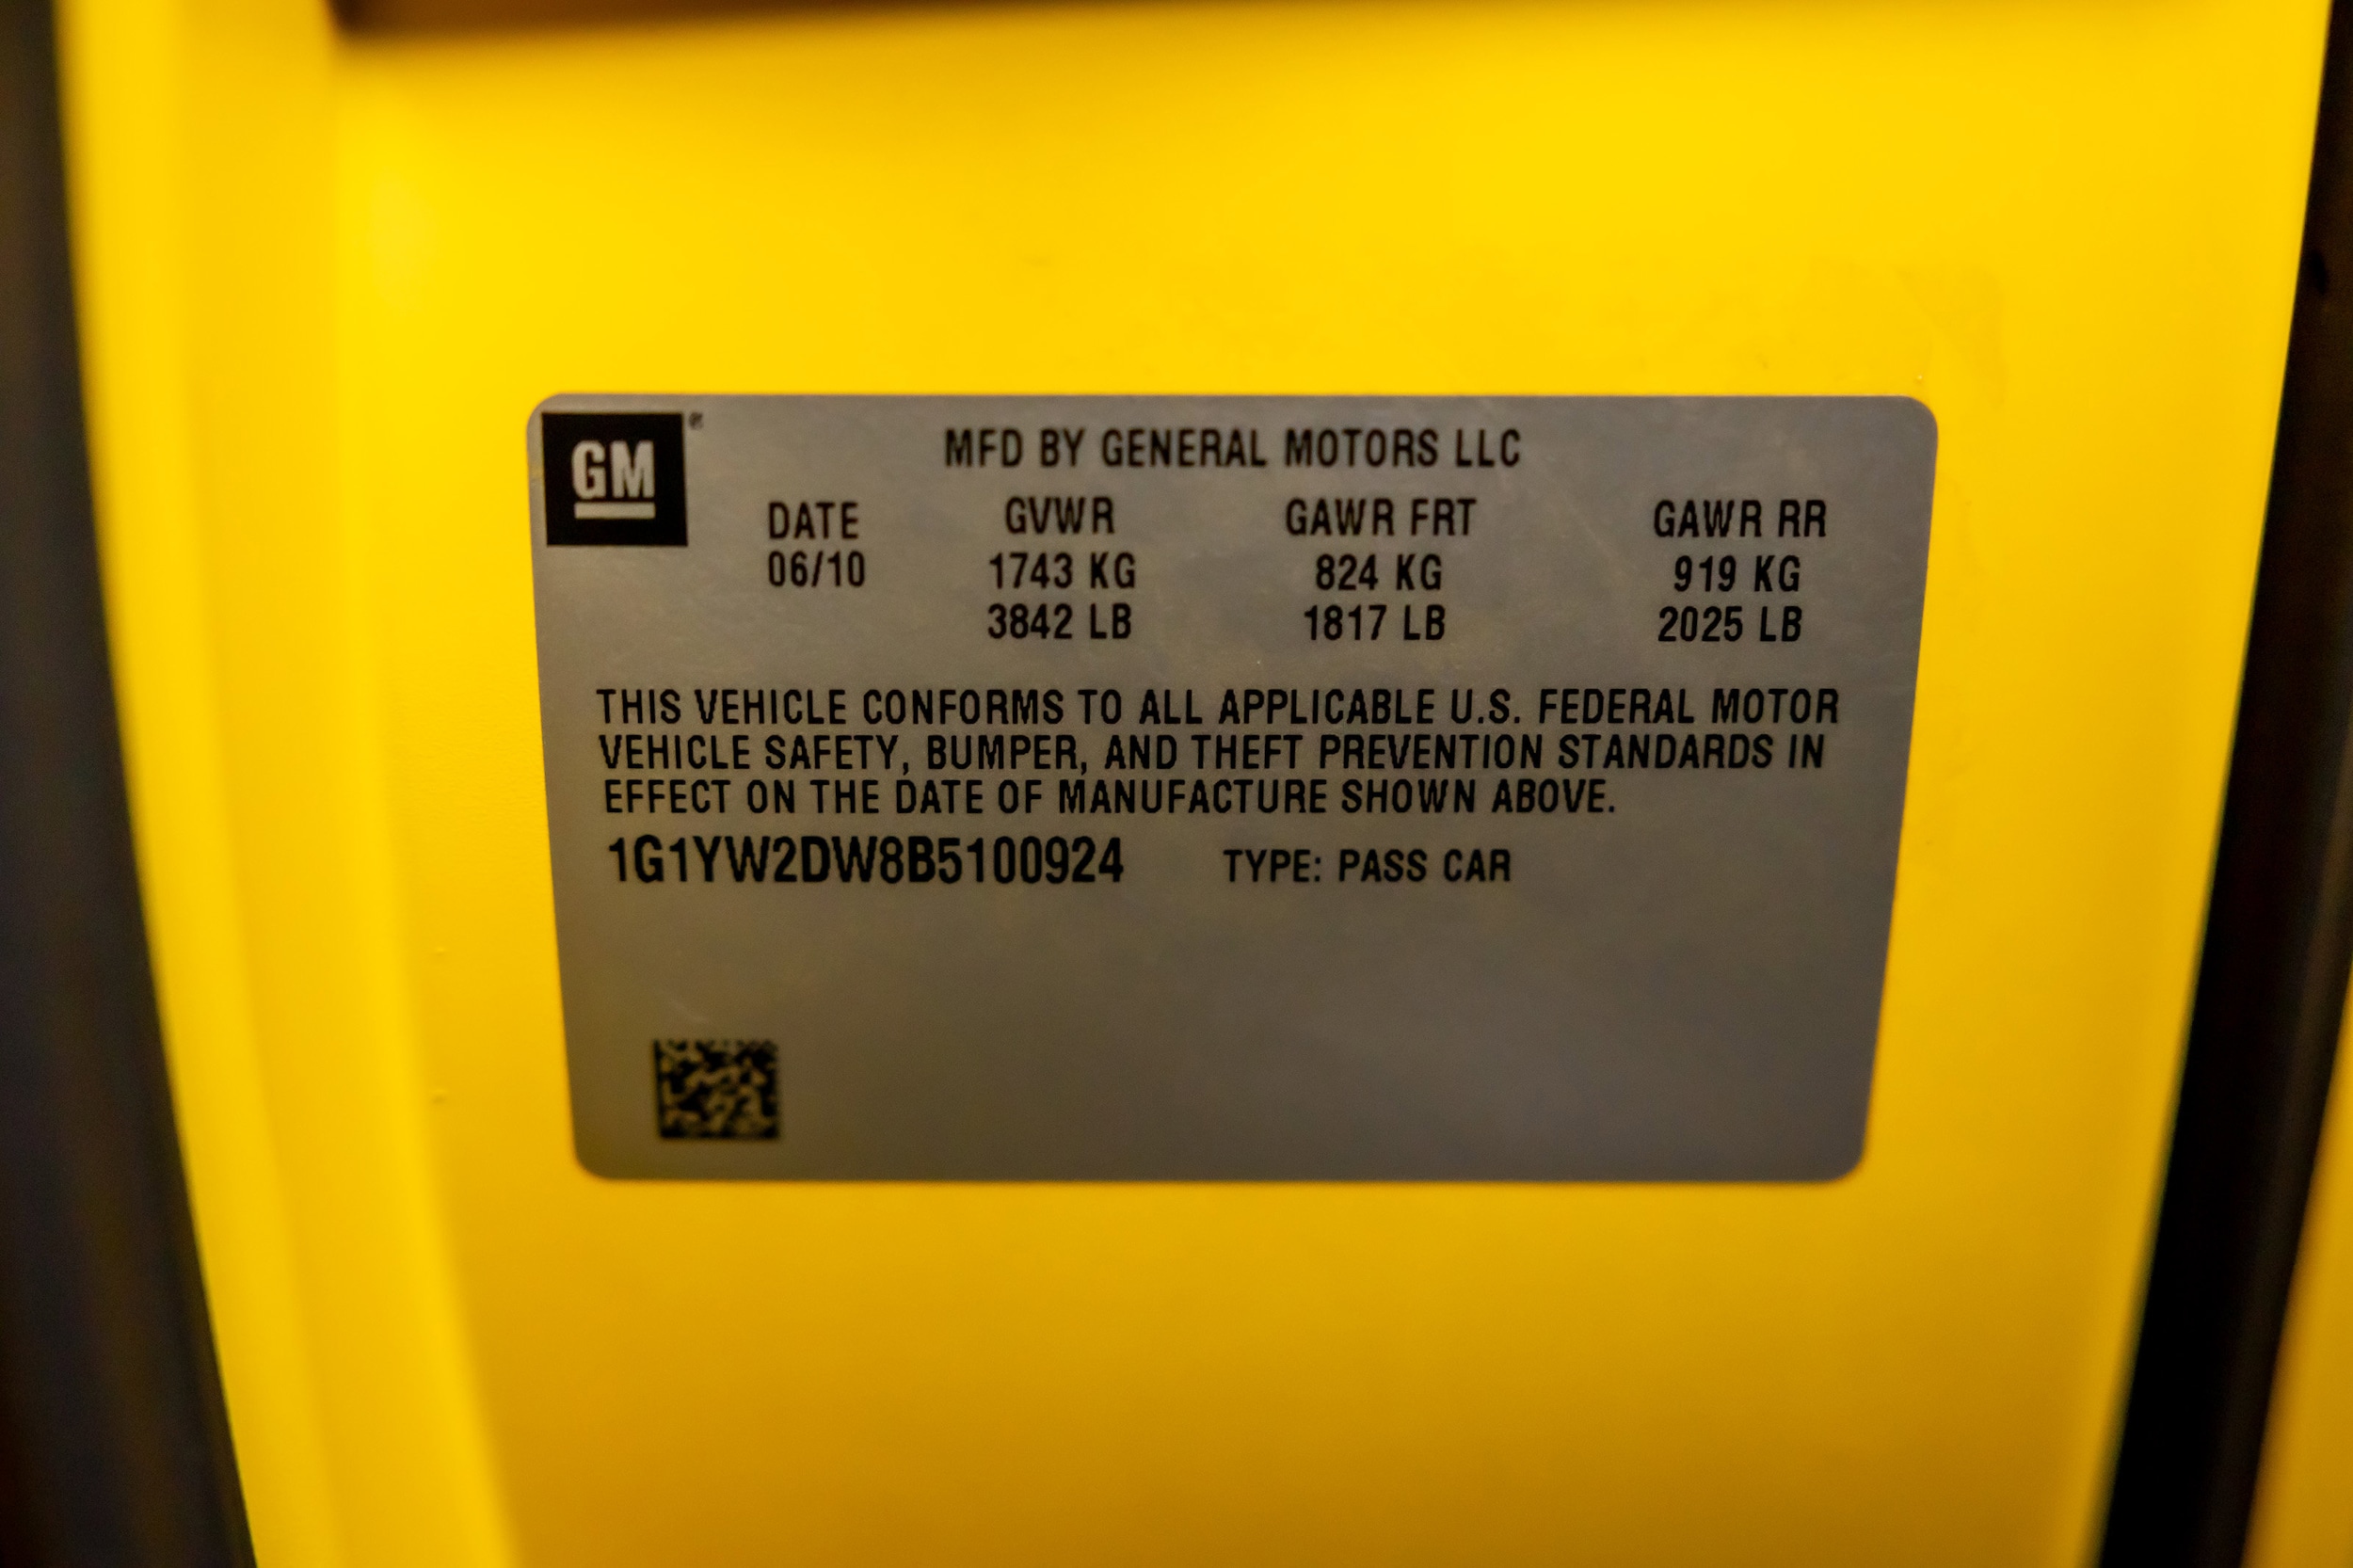 GM®
MFD BY GENERAL MOTORS LLC
DATE GVWR GAWR FRT GAWR RR
06/10 1743 KG 824 KG 919 KG
3842 LB 1817 LB 2025 LB
THIS VEHICLE CONFORMS TO ALL APPLICABLE U.S. FEDERAL MOTOR
VEHICLE SAFETY, BUMPER, AND THEFT PREVENTION STANDARDS IN
EFFECT ON THE DATE OF MANUFACTURE SHOWN ABOVE.
1G1YW2DW8B5100924 TYPE: PASS CAR